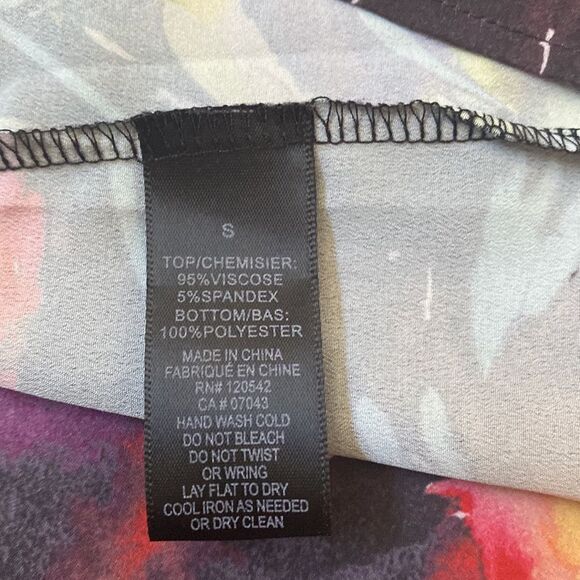 S
TOP/CHEMISIER:
95%VISCOSE
5%SPANDEX
BOTTOM/BAS:
100%POLYESTER
MADE IN CHINA
FABRIQUÉ EN CHINE
RN# 120542
CA # 07043
HAND WASH COLD
DO NOT BLEACH
DO NOT TWIST
OR WRING
LAY FLAT TO DRY
COOL IRON AS NEEDED
OR DRY CLEAN